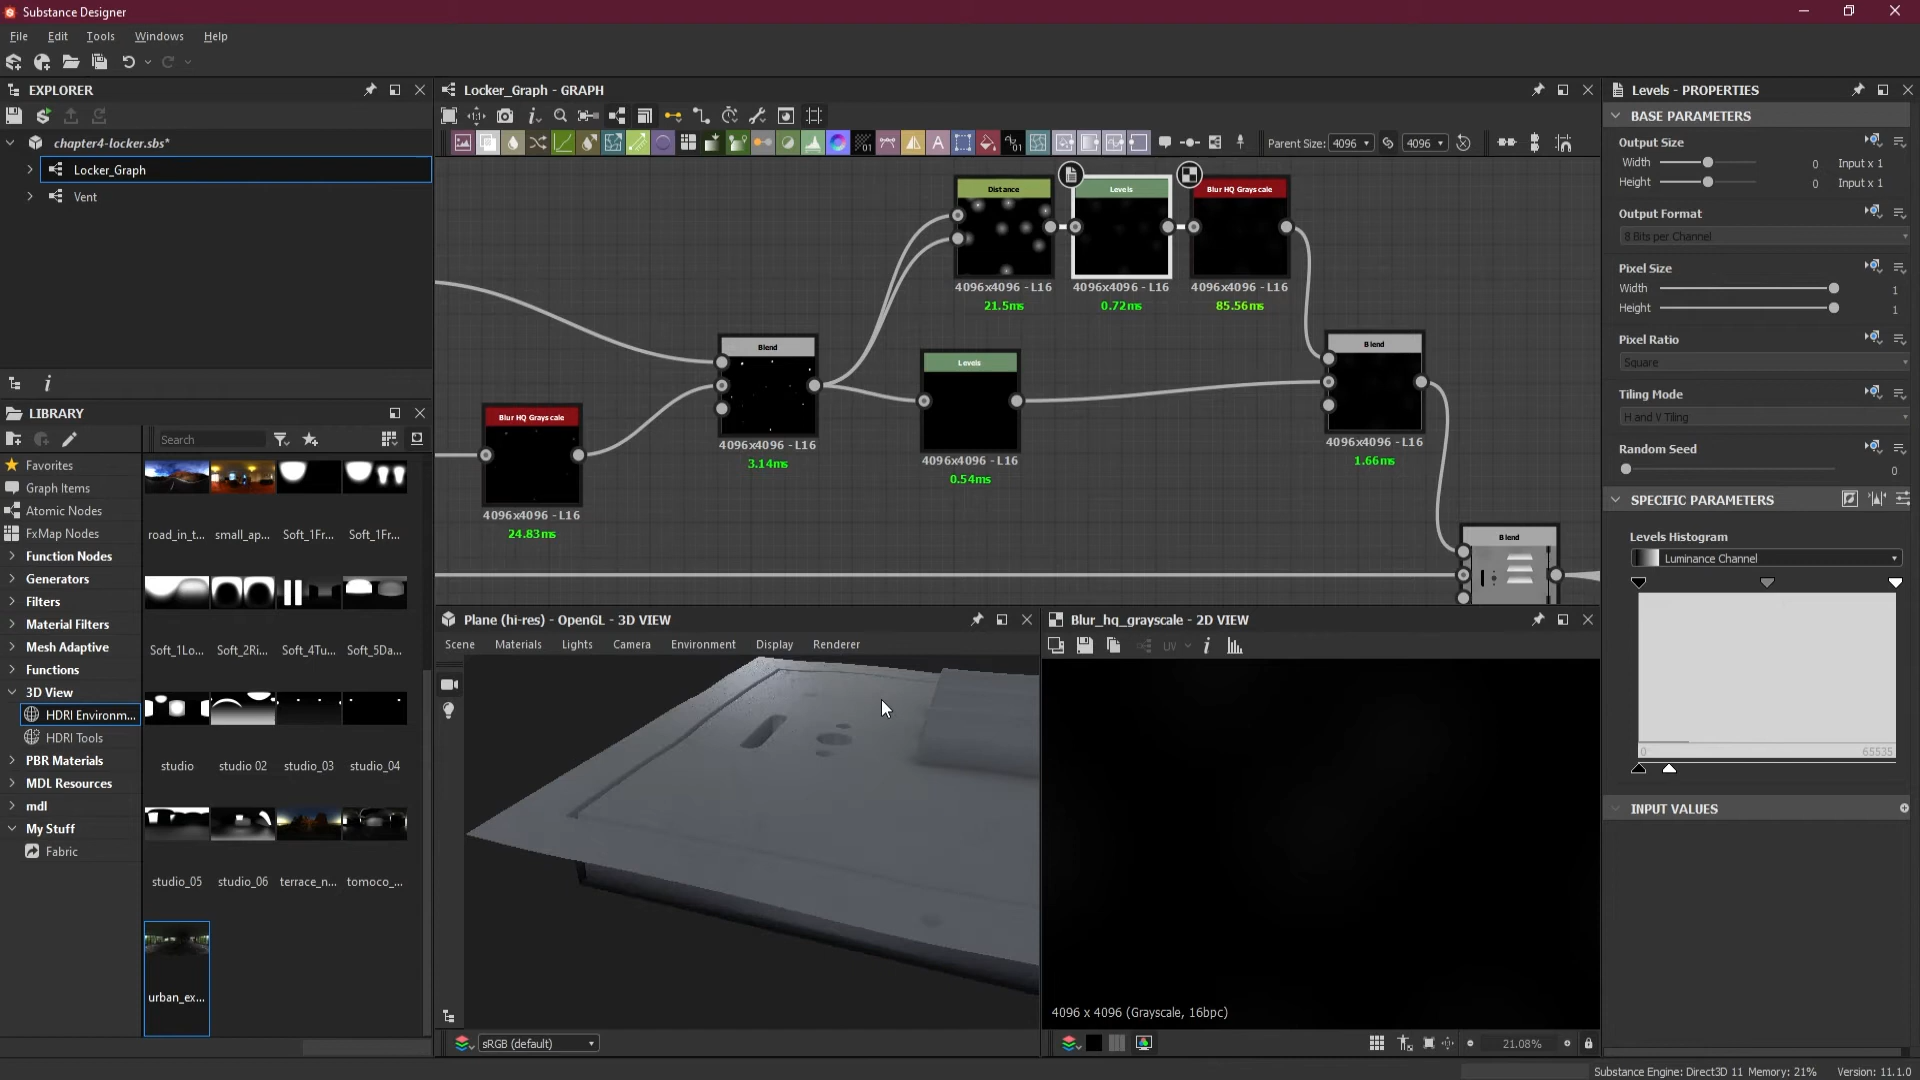 Substance Designer
File Edit Tools Windows Help
EXPLORER
chapter4-locker.sbs*
Locker_Graph
Vent
LIBRARY
Search
Favorites
Graph Items
Atomic Nodes
FxMap Nodes
Function Nodes
Generators
Filters
Material Filters
Mesh Adaptive
Functions
3D View
HDRI Environm...
HDRI Tools
PBR Materials
MDL Resources
mdl
My Stuff
Fabric
road_in_t... small_ap... Soft_1Fr... Soft_1Fr...
Soft_1Lo... Soft_2Ri... Soft_4Tu... Soft_5Da...
studio studio 02 studio_03 studio_04
studio_05 studio_06 terrace_n... tomoco_...
urban_ex...
Locker_Graph - GRAPH
Parent Size: 4096 4096
Distance
4096x4096 - L16
21.5ms
Levels
4096x4096 - L16
0.72ms
Blur HQ Grayscale
4096x4096 - L16
85.56ms
Blend
4096x4096 - L16
3.14ms
Levels
4096x4096 - L16
0.54ms
Blend
4096x4096 - L16
1.66ms
Blur HQ Grayscale
4096x4096 - L16
24.83ms
Blend
Plane (hi-res) - OpenGL - 3D VIEW
Scene Materials Lights Camera Environment Display Renderer
sRGB (default)
Blur_hq_grayscale - 2D VIEW
UV
4096 x 4096 (Grayscale, 16bpc)
21.08%
Levels - PROPERTIES
BASE PARAMETERS
Output Size
Width 0 Input x 1
Height 0 Input x 1
Output Format
8 Bits per Channel
Pixel Size
Width 1
Height 1
Pixel Ratio
Square
Tiling Mode
H and V Tiling
Random Seed
0
SPECIFIC PARAMETERS
Levels Histogram
Luminance Channel
0 65535
INPUT VALUES
Substance Engine: Direct3D 11 Memory: 21% Version: 11.1.0